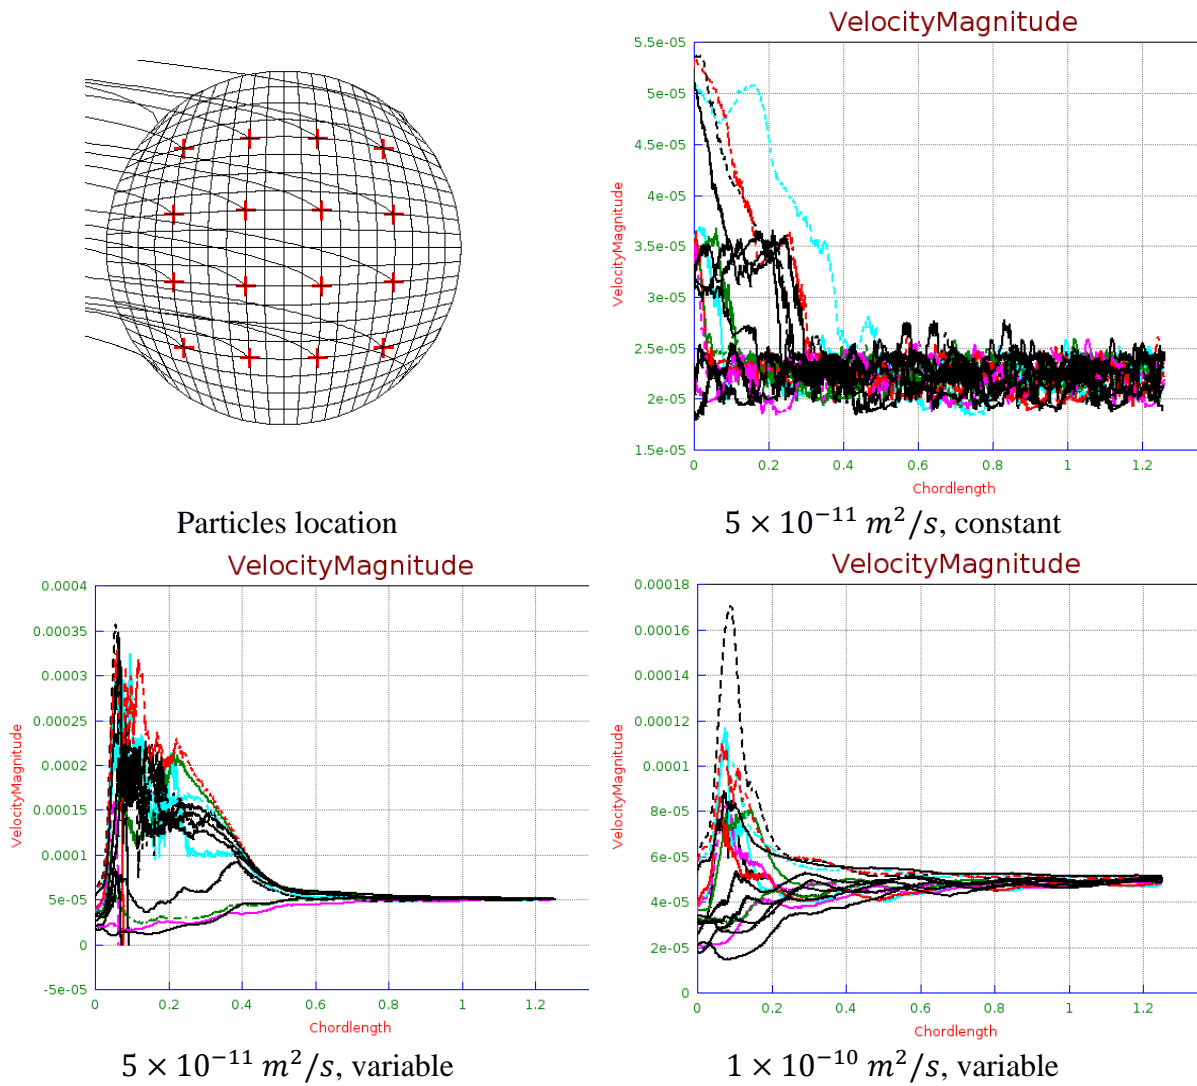 VelocityMagnitude
5.5e-05
5e-05
4.5e-05
4e-05
3.5e-05
3e-05
2.5e-05
2e-05
1.5e-05
VelocityMagnitude
0 0.2 0.4 0.6 0.8 1 1.2
Chordlength
Particles location
5 × 10⁻¹¹ m²/s, constant
VelocityMagnitude
0.0004
0.00035
0.0003
0.00025
0.0002
0.00015
0.0001
5e-05
0
-5e-05
VelocityMagnitude
0 0.2 0.4 0.6 0.8 1 1.2
Chordlength
5 × 10⁻¹¹ m²/s, variable
VelocityMagnitude
0.00018
0.00016
0.00014
0.00012
0.0001
8e-05
6e-05
4e-05
2e-05
0
VelocityMagnitude
0 0.2 0.4 0.6 0.8 1 1.2
Chordlength
1 × 10⁻¹⁰ m²/s, variable